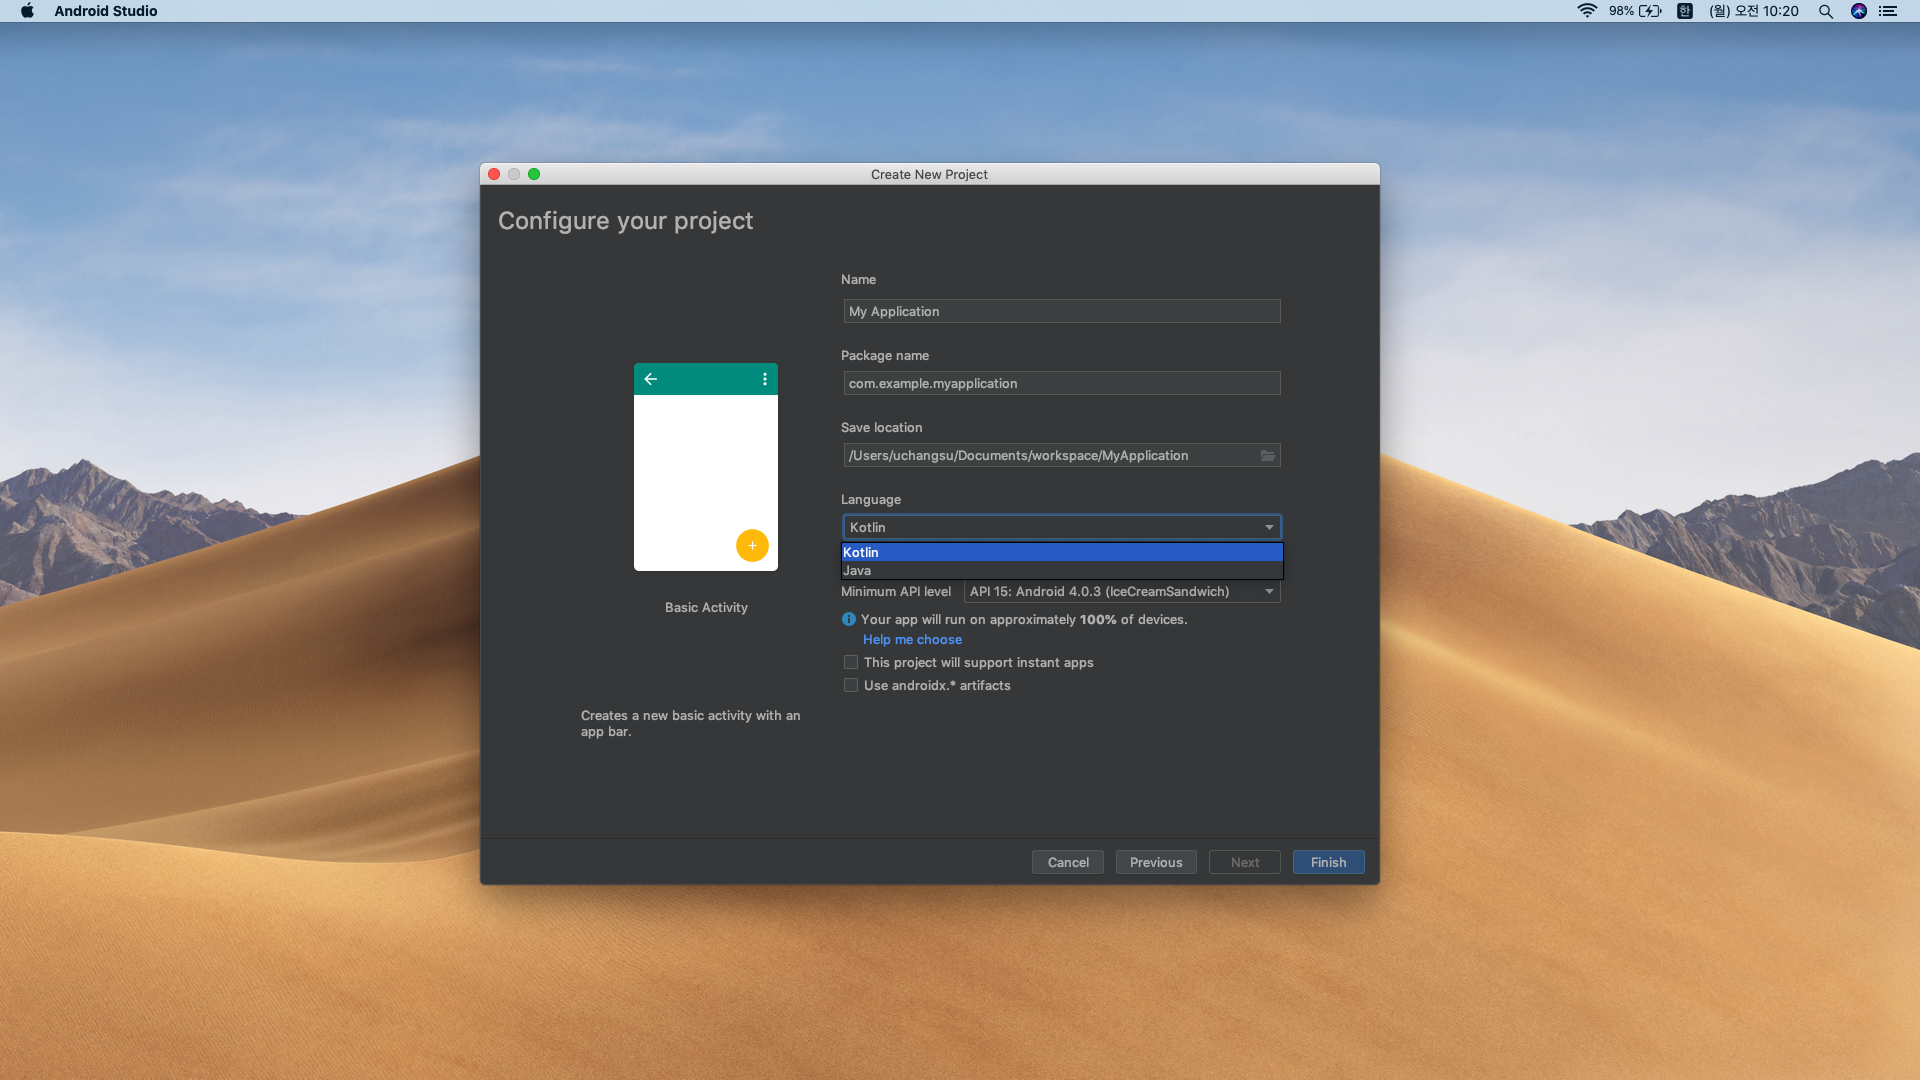 Android Studio
98%
한
(월) 오전 10:20
Create New Project
Configure your project
Name
My Application
Package name
com.example.myapplication
Save location
/Users/uchangsu/Documents/workspace/MyApplication
Language
Kotlin
Kotlin
Java
Minimum API level
API 15: Android 4.0.3 (IceCreamSandwich)
Your app will run on approximately 100% of devices.
Help me choose
This project will support instant apps
Use androidx.* artifacts
Basic Activity
Creates a new basic activity with an
app bar.
Cancel
Previous
Next
Finish